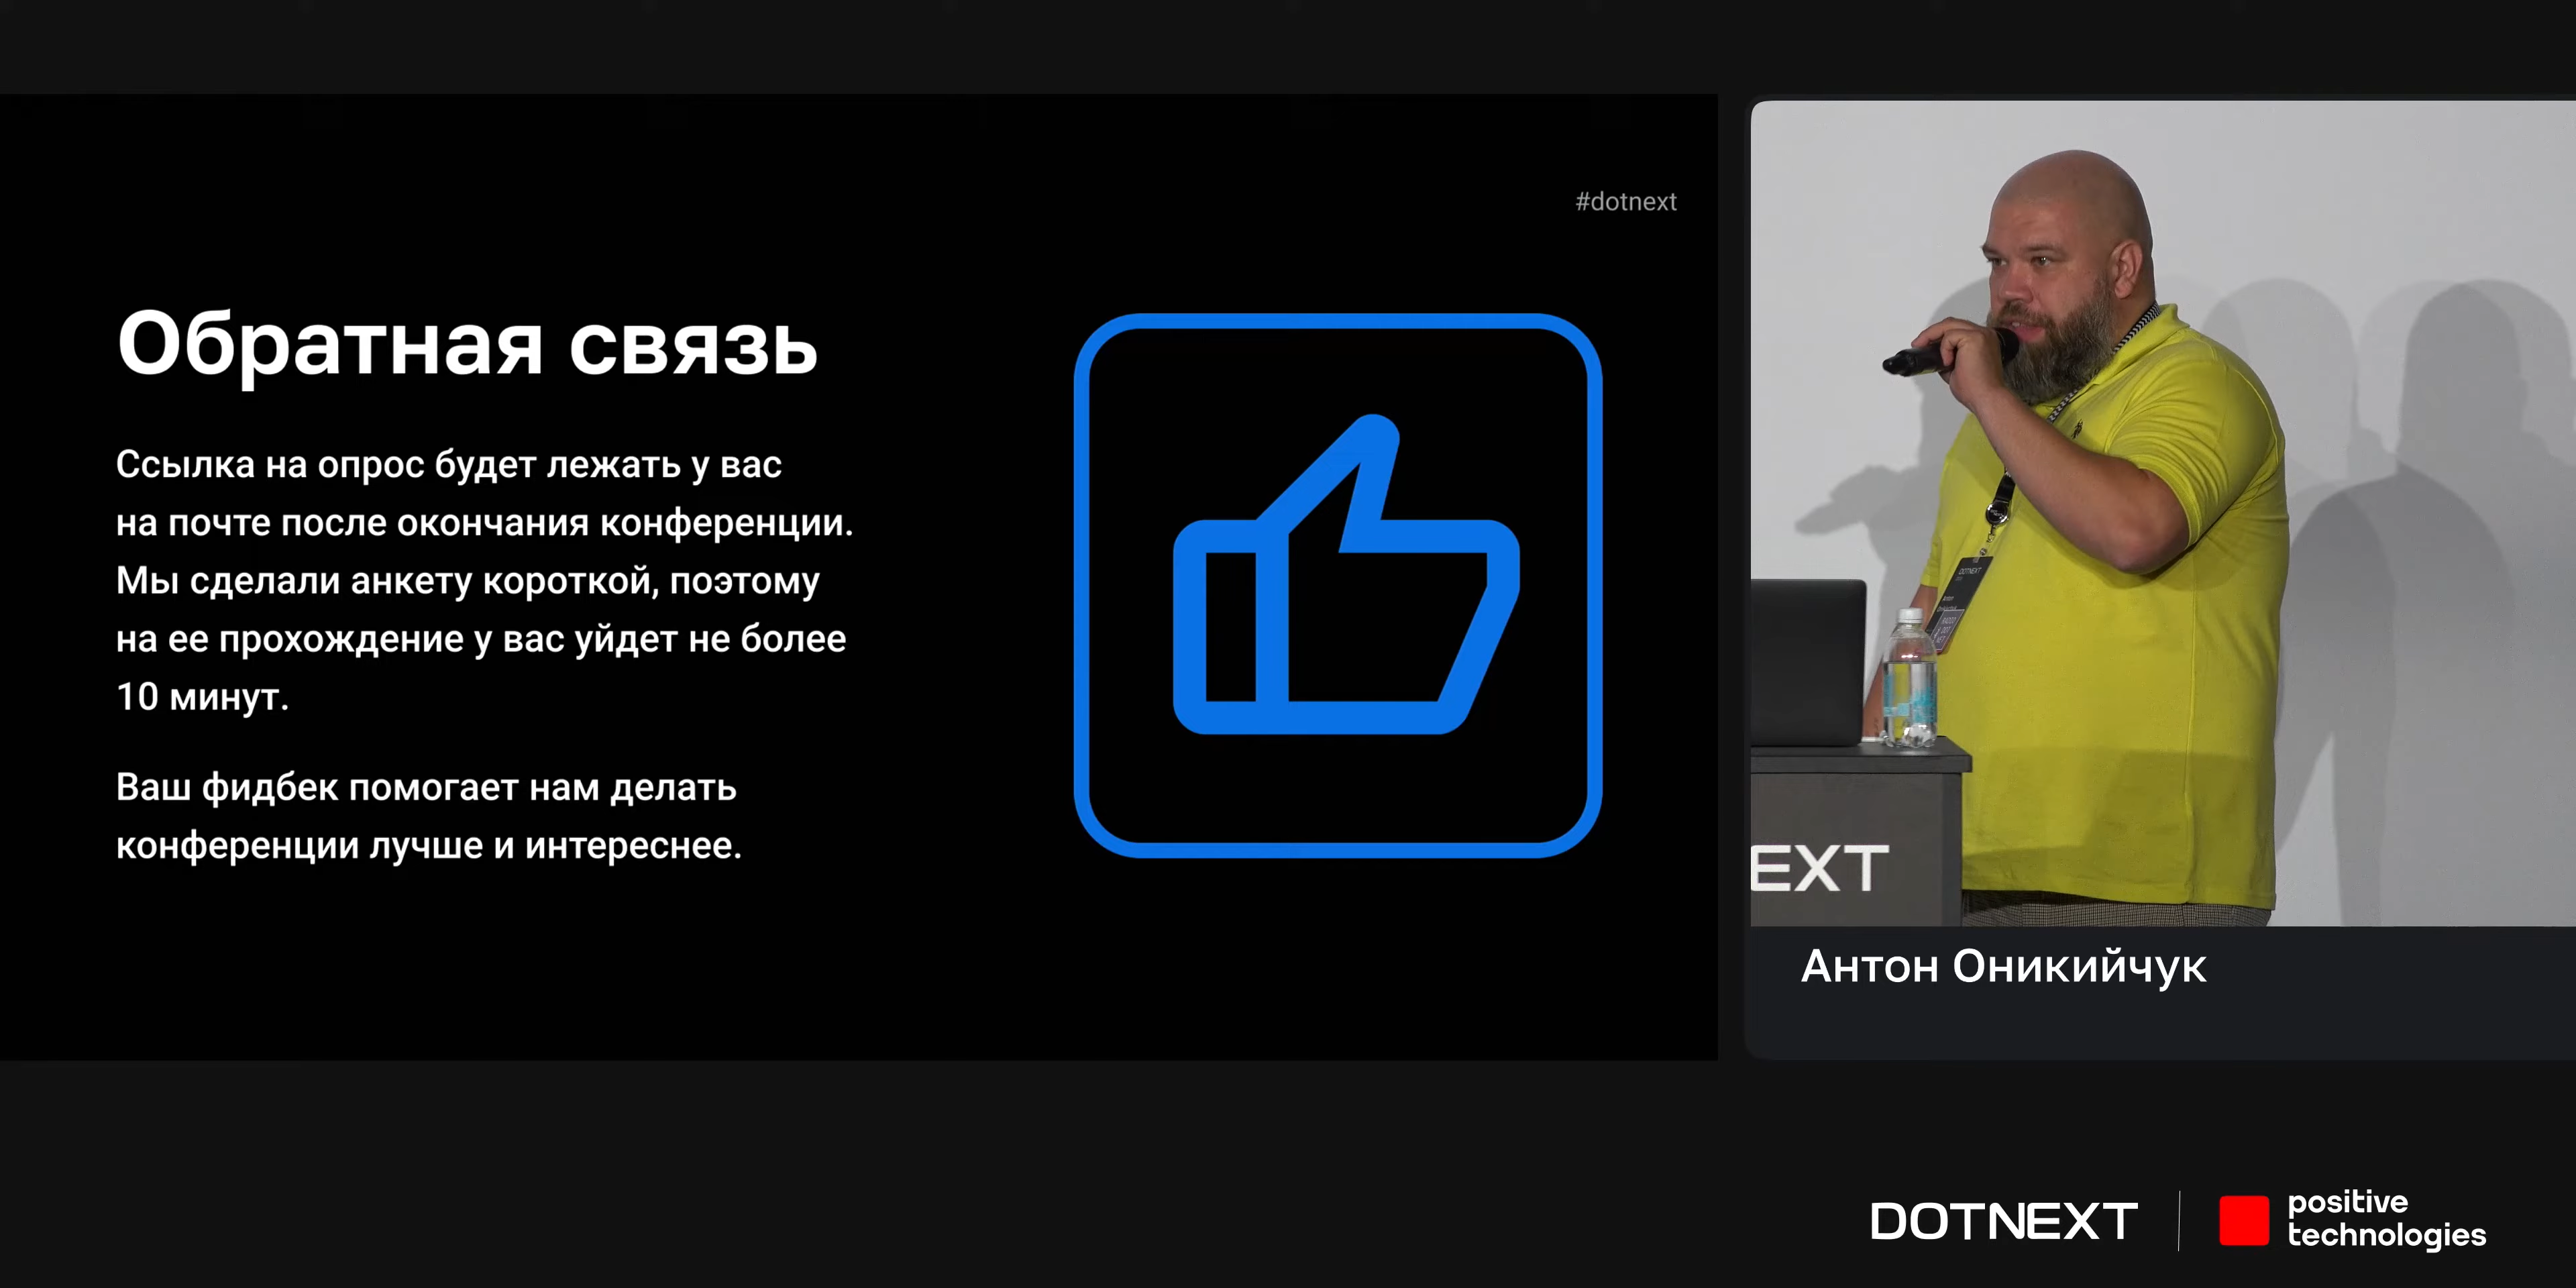 #dotnext
Обратная связь
Ссылка на опрос будет лежать у вас
на почте после окончания конференции.
Мы сделали анкету короткой, поэтому
на ее прохождение у вас уйдет не более
10 минут.
Ваш фидбек помогает нам делать
конференции лучше и интереснее.
DOTNEXT
EXT
Антон Оникийчук
DOTNEXT
positive
technologies